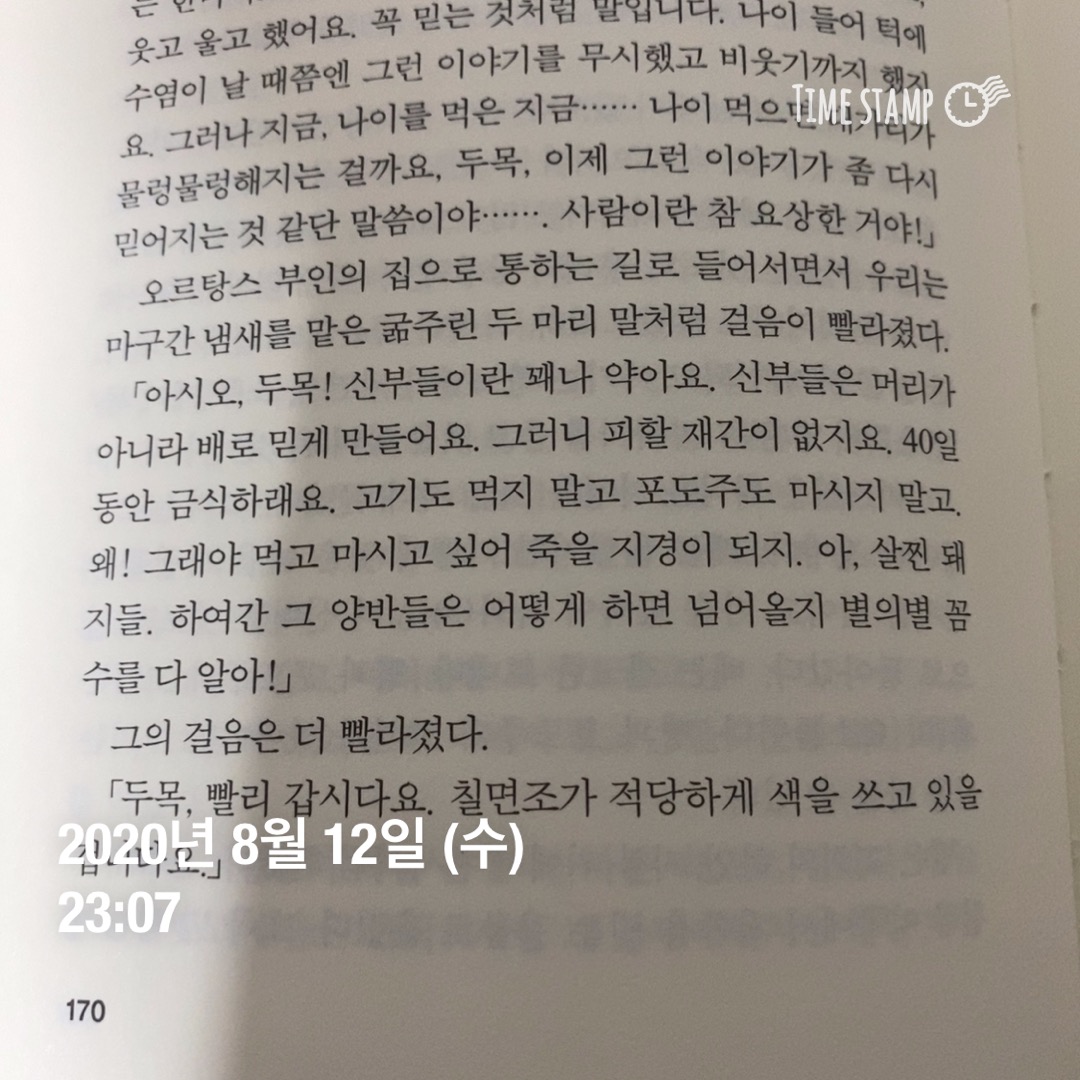 웃고 울고 했어요. 꼭 믿는 것처럼 말입니다. 나이 들어 턱에
수염이 날 때쯤엔 그런 이야기를 무시했고 비웃기까지 했지
TIME STAMP
요. 그러나 지금, 나이를 먹은 지금…… 나이 먹으면 대가리가
물렁물렁해지는 걸까요, 두목, 이제 그런 이야기가 좀 다시
믿어지는 것 같단 말씀이야……. 사람이란 참 요상한 거야!」
오르탕스 부인의 집으로 통하는 길로 들어서면서 우리는
마구간 냄새를 맡은 굶주린 두 마리 말처럼 걸음이 빨라졌다.
「아시오, 두목! 신부들이란 꽤나 약아요. 신부들은 머리가
아니라 배로 믿게 만들어요. 그러니 피할 재간이 없지요. 40일
동안 금식하래요. 고기도 먹지 말고 포도주도 마시지 말고.
왜! 그래야 먹고 마시고 싶어 죽을 지경이 되지. 아, 살찐 돼
지들. 하여간 그 양반들은 어떻게 하면 넘어올지 별의별 꼼
수를 다 알아!」
그의 걸음은 더 빨라졌다.
「두목, 빨리 갑시다요. 칠면조가 적당하게 색을 쓰고 있을
2020년 8월 12일 (수)
23:07
170